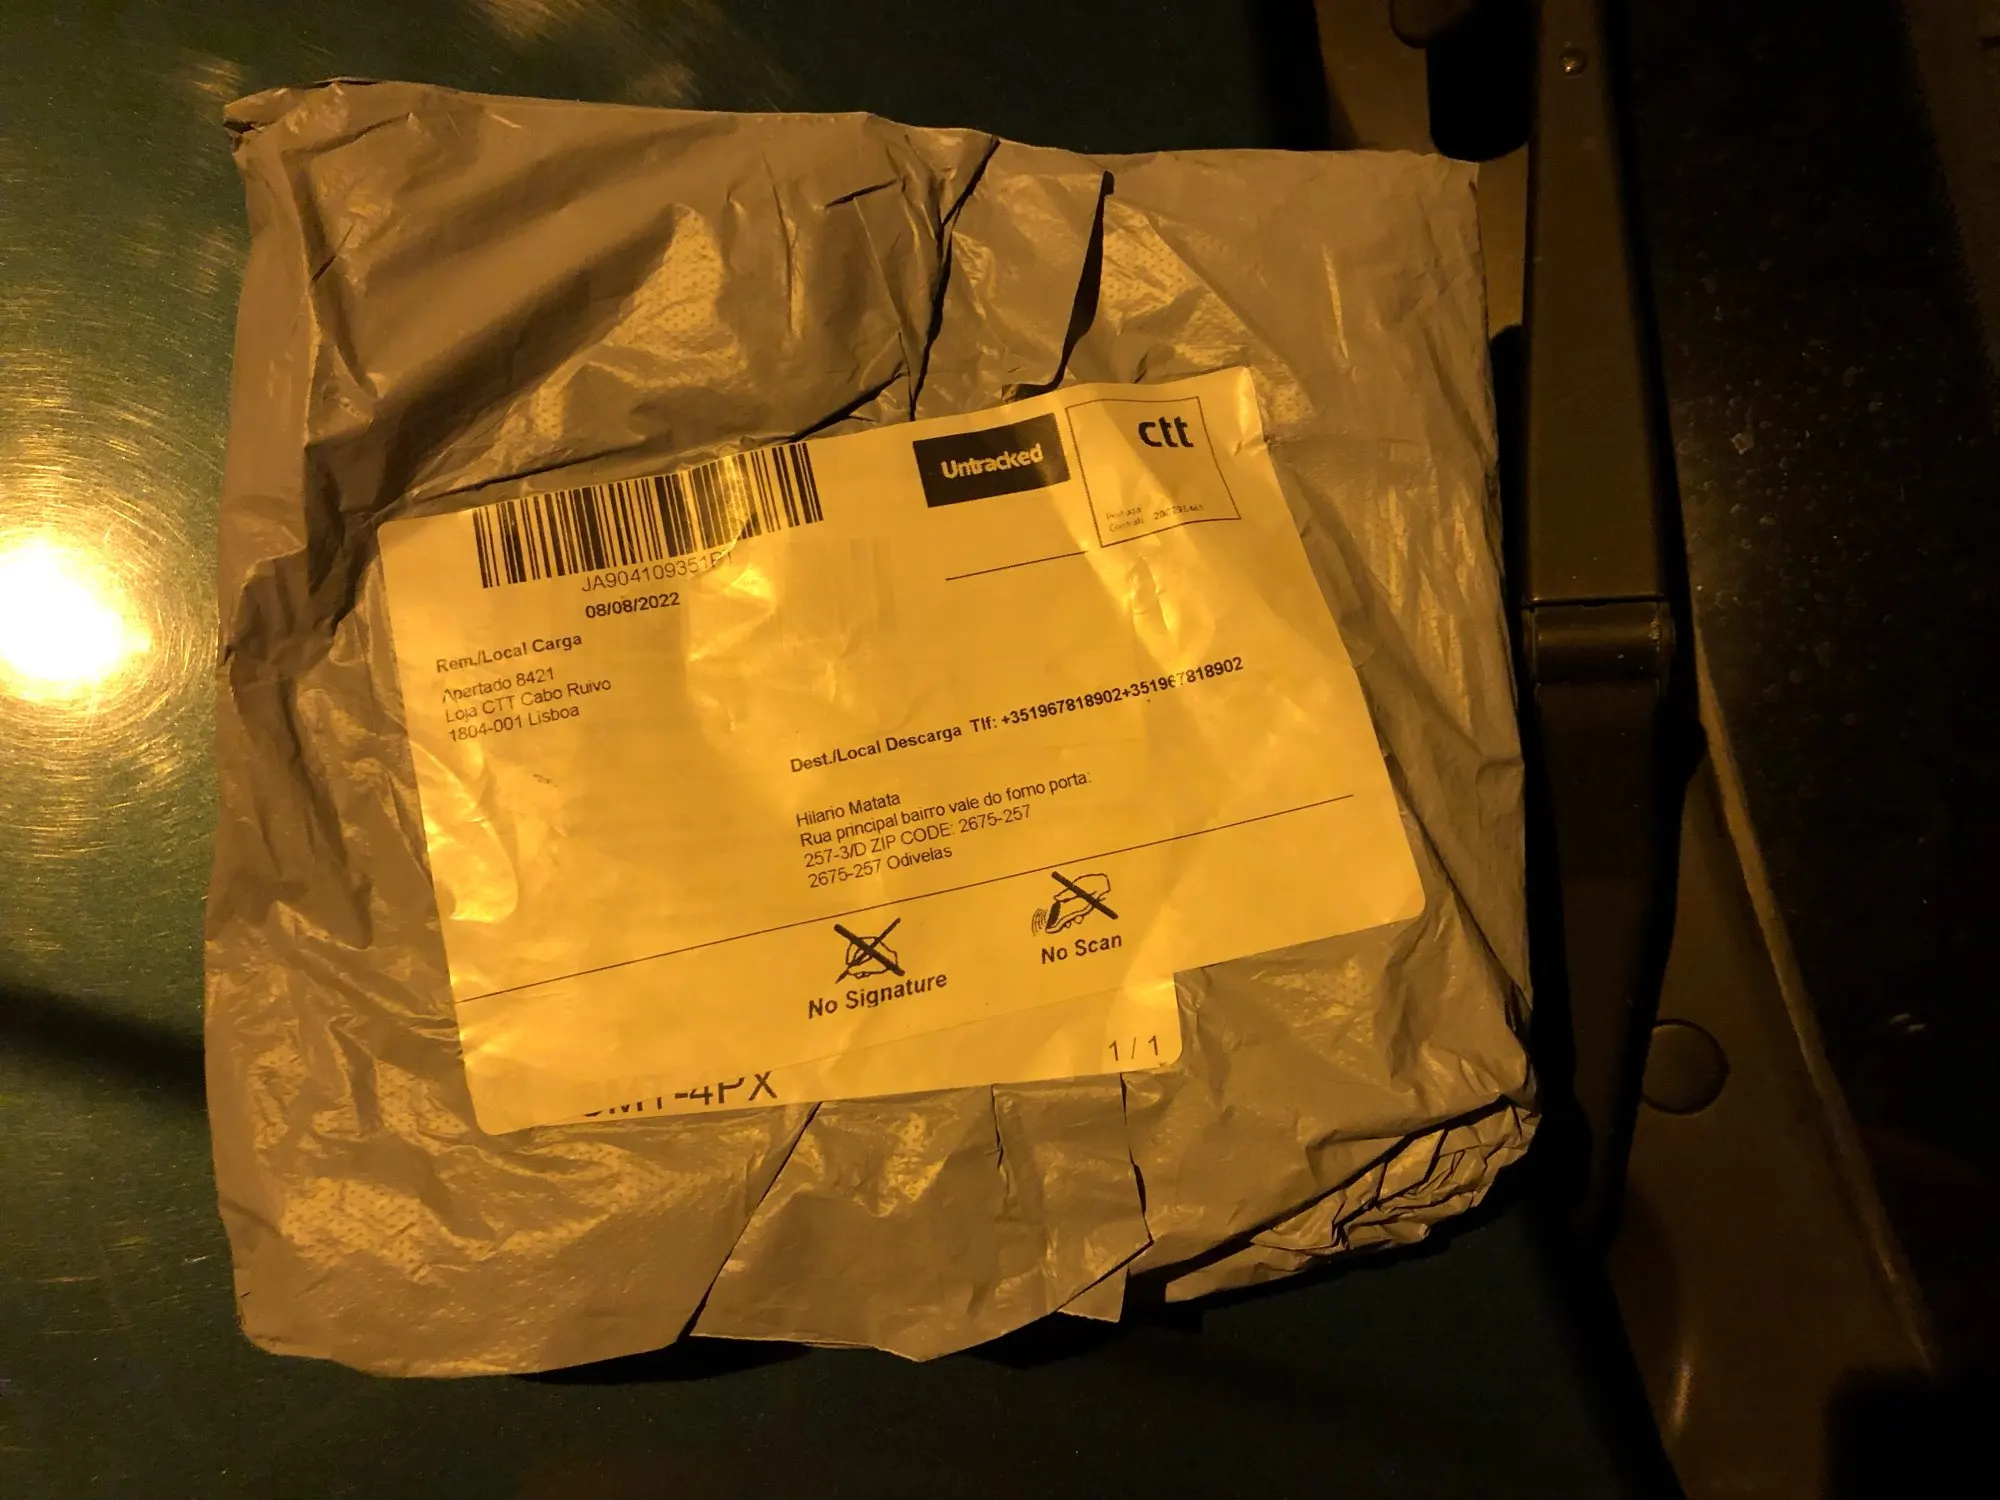 Untracked
ctt
JA904109351PT
08/08/2022
Rem./Local Carga
Apartado 8421
Loja CTT Cabo Ruivo
1804-001 Lisboa
Dest./Local Descarga Tlf: +351967818902+351967818902
Hilario Matata
Rua principal bairro vale do forno porta:
257-3/D ZIP CODE: 2675-257
2675-257 Odivelas
No Signature
No Scan
1 / 1
-4PX